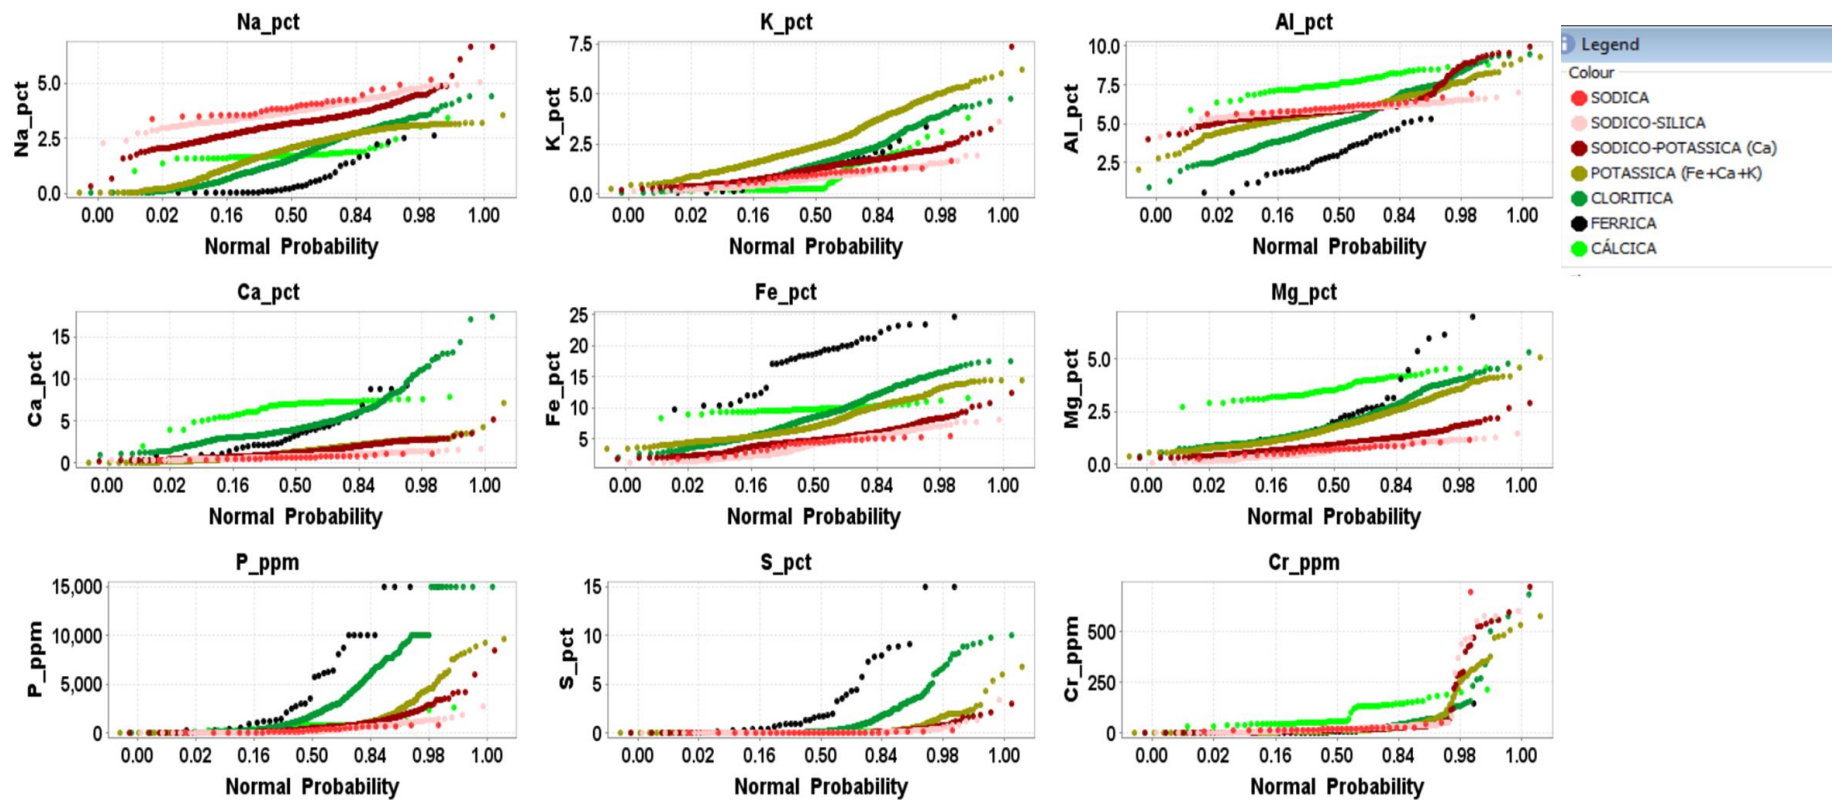 Na_pct
Na_pct
5.0
2.5
0.0
0.00 0.02 0.16 0.50 0.84 0.98 1.00
Normal Probability
K_pct
K_pct
7.5
5.0
2.5
0.0
0.00 0.02 0.16 0.50 0.84 0.98 1.00
Normal Probability
Al_pct
Al_pct
10.0
7.5
5.0
2.5
0.00 0.02 0.16 0.50 0.84 0.98 1.00
Normal Probability
Legend
Colour
SODICA
SODICO-SILICA
SODICO-POTASSICA (Ca)
POTASSICA (Fe+Ca+K)
CLORITICA
FERRICA
CÁLCICA
Ca_pct
Ca_pct
15
10
5
0
0.00 0.02 0.16 0.50 0.84 0.98 1.00
Normal Probability
Fe_pct
Fe_pct
25
20
15
10
5
0.00 0.02 0.16 0.50 0.84 0.98 1.00
Normal Probability
Mg_pct
Mg_pct
5.0
2.5
0.0
0.00 0.02 0.16 0.50 0.84 0.98 1.00
Normal Probability
P_ppm
P_ppm
15,000
10,000
5,000
0
0.00 0.02 0.16 0.50 0.84 0.98 1.00
Normal Probability
S_pct
S_pct
15
10
5
0
0.00 0.02 0.16 0.50 0.84 0.98 1.00
Normal Probability
Cr_ppm
Cr_ppm
500
250
0
0.00 0.02 0.16 0.50 0.84 0.98 1.00
Normal Probability